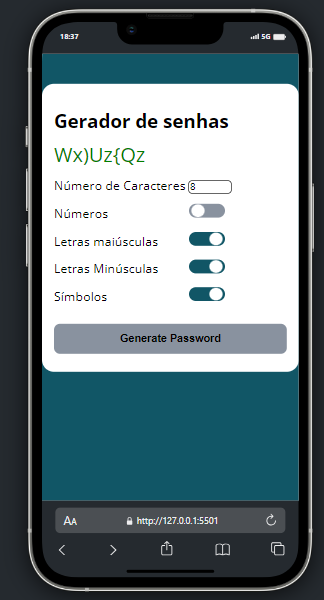 18:37
5G
Gerador de senhas
Wx)Uz{Qz
Número de Caracteres 8
Números
Letras maiúsculas
Letras Minúsculas
Símbolos
Generate Password
AA http://127.0.0.1:5501